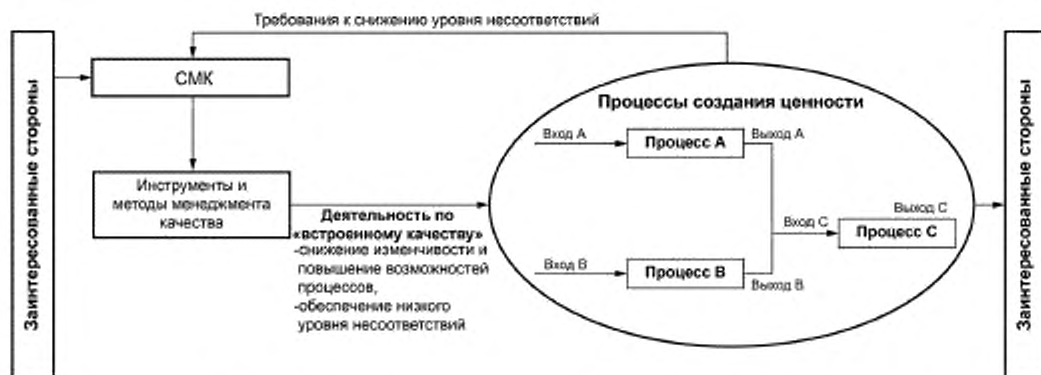 Требования к снижению уровня несоответствий
Заинтересованные стороны
СМК
Инструменты и
методы менеджмента
качества
Деятельность по
«встроенному качеству»
-снижение изменчивости и
повышение возможностей
процессов,
-обеспечение низкого
уровня несоответствий
Процессы создания ценности
Вход А
Процесс А
Выход А
Вход С
Выход С
Процесс С
Вход В
Процесс В
Выход В
Заинтересованные стороны